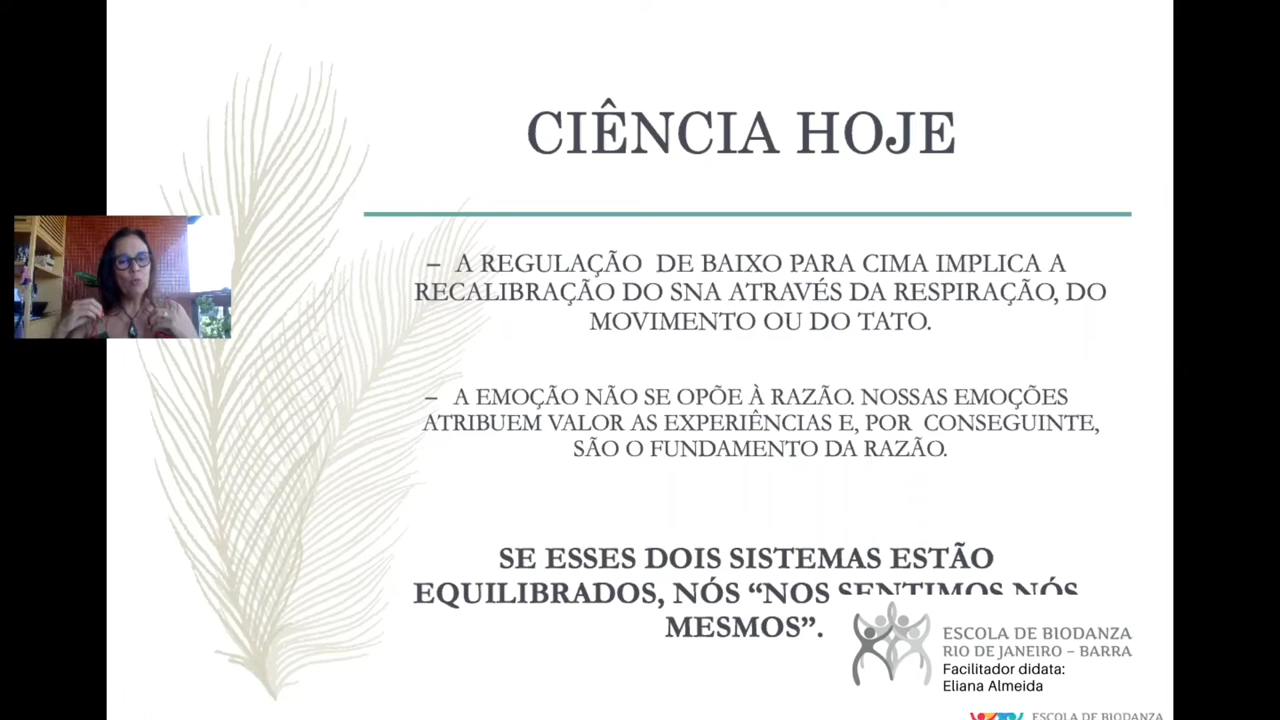 CIÊNCIA HOJE
– A REGULAÇÃO DE BAIXO PARA CIMA IMPLICA A
RECALIBRAÇÃO DO SNA ATRAVÉS DA RESPIRAÇÃO, DO
MOVIMENTO OU DO TATO.
– A EMOÇÃO NÃO SE OPÕE À RAZÃO. NOSSAS EMOÇÕES
ATRIBUEM VALOR AS EXPERIÊNCIAS E, POR CONSEGUINTE,
SÃO O FUNDAMENTO DA RAZÃO.
SE ESSES DOIS SISTEMAS ESTÃO
EQUILIBRADOS, NÓS “NOS SENTIMOS NÓS
MESMOS”.
ESCOLA DE BIODANZA
RIO DE JANEIRO – BARRA
Facilitador didata:
Eliana Almeida
ESCOLA DE BIODANZA